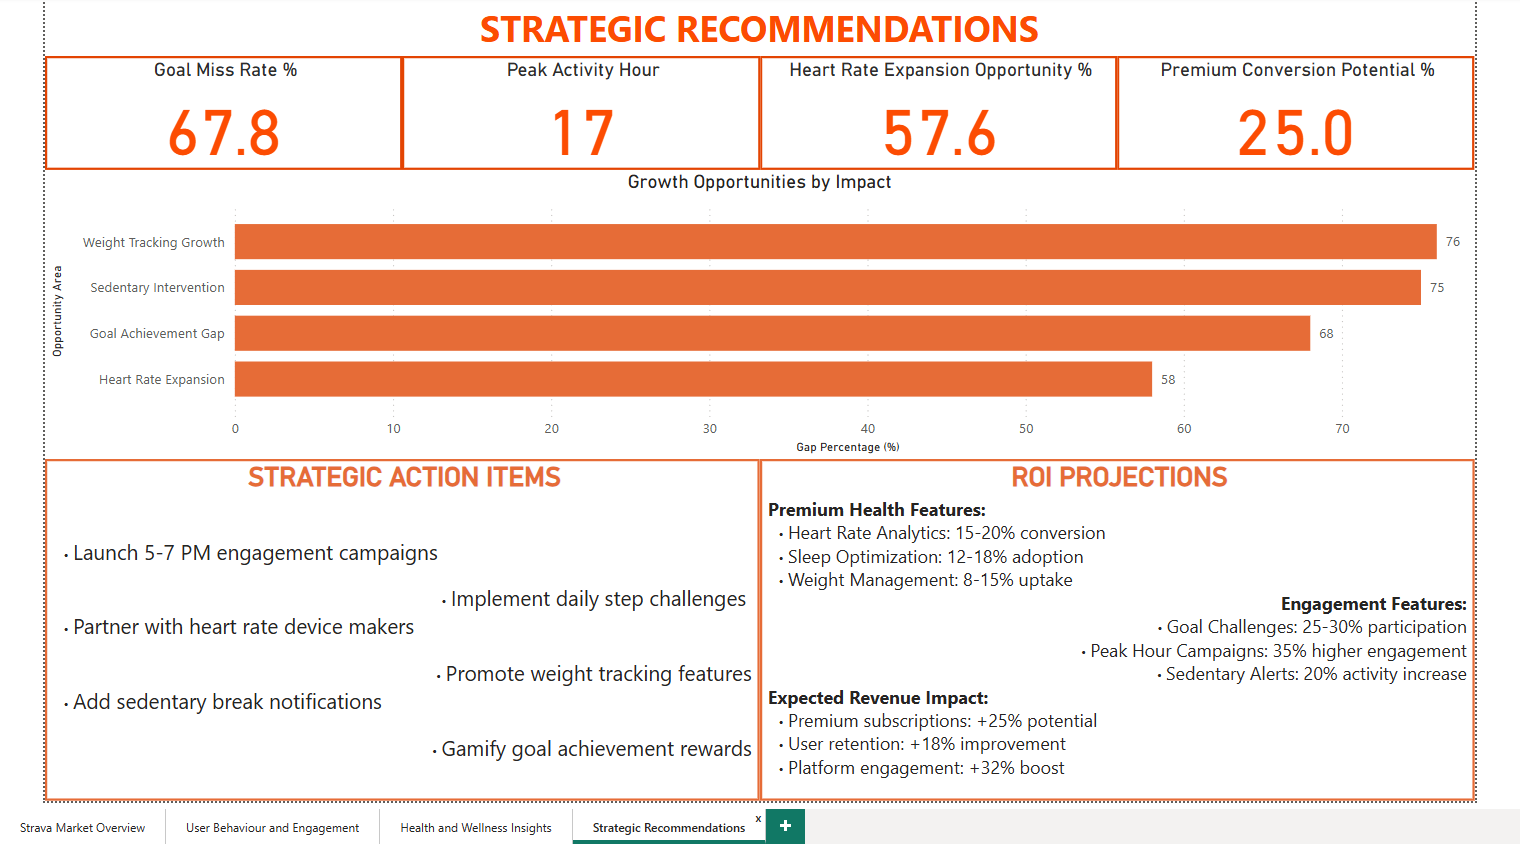 STRATEGIC RECOMMENDATIONS
Goal Miss Rate %
67.8
Peak Activity Hour
17
Heart Rate Expansion Opportunity %
57.6
Premium Conversion Potential %
25.0
Growth Opportunities by Impact
Opportunity Area
Weight Tracking Growth
76
Sedentary Intervention
75
Goal Achievement Gap
68
Heart Rate Expansion
58
0 10 20 30 40 50 60 70
Gap Percentage (%)
STRATEGIC ACTION ITEMS
• Launch 5-7 PM engagement campaigns
• Implement daily step challenges
• Partner with heart rate device makers
• Promote weight tracking features
• Add sedentary break notifications
• Gamify goal achievement rewards
ROI PROJECTIONS
Premium Health Features:
• Heart Rate Analytics: 15-20% conversion
• Sleep Optimization: 12-18% adoption
• Weight Management: 8-15% uptake
Engagement Features:
• Goal Challenges: 25-30% participation
• Peak Hour Campaigns: 35% higher engagement
• Sedentary Alerts: 20% activity increase
Expected Revenue Impact:
• Premium subscriptions: +25% potential
• User retention: +18% improvement
• Platform engagement: +32% boost
Strava Market Overview
User Behaviour and Engagement
Health and Wellness Insights
Strategic Recommendations
x
+